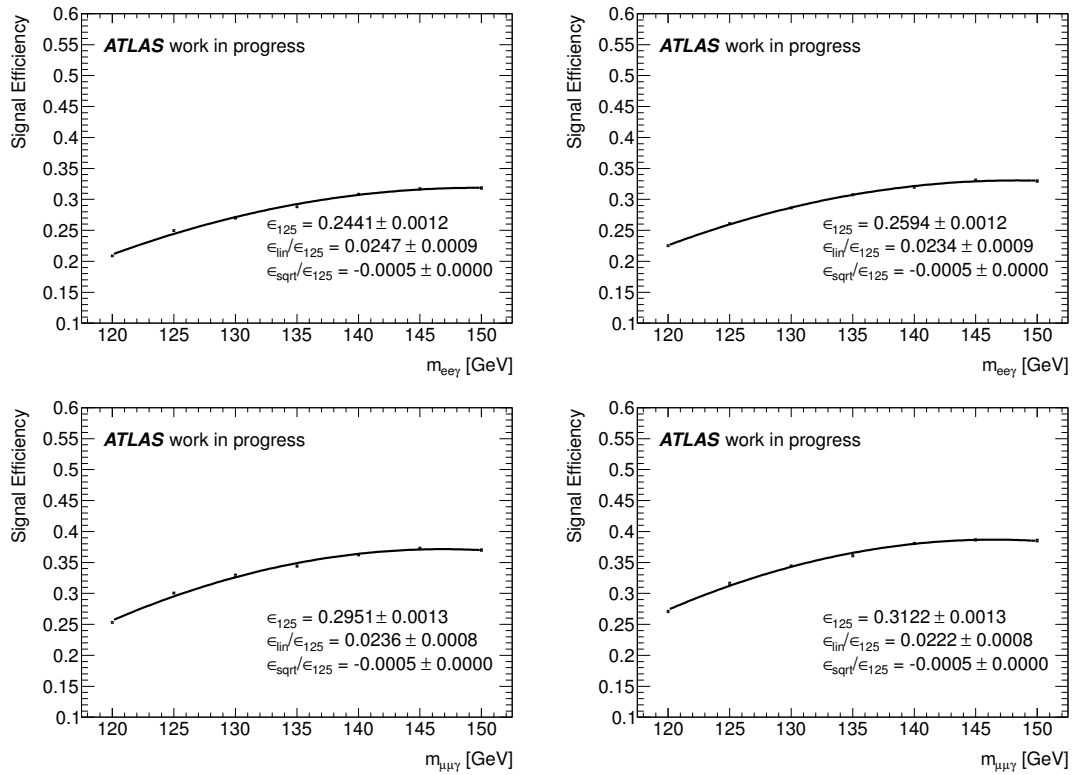 Signal Efficiency
0.6
0.55
0.5
0.45
0.4
0.35
0.3
0.25
0.2
0.15
0.1
ATLAS work in progress
ϵ125 = 0.2441 ± 0.0012
ϵlin/ϵ125 = 0.0247 ± 0.0009
ϵsqrt/ϵ125 = -0.0005 ± 0.0000
120 125 130 135 140 145 150
meeγ [GeV]
Signal Efficiency
0.6
0.55
0.5
0.45
0.4
0.35
0.3
0.25
0.2
0.15
0.1
ATLAS work in progress
ϵ125 = 0.2594 ± 0.0012
ϵlin/ϵ125 = 0.0234 ± 0.0009
ϵsqrt/ϵ125 = -0.0005 ± 0.0000
120 125 130 135 140 145 150
meeγ [GeV]
Signal Efficiency
0.6
0.55
0.5
0.45
0.4
0.35
0.3
0.25
0.2
0.15
0.1
ATLAS work in progress
ϵ125 = 0.2951 ± 0.0013
ϵlin/ϵ125 = 0.0236 ± 0.0008
ϵsqrt/ϵ125 = -0.0005 ± 0.0000
120 125 130 135 140 145 150
mμμγ [GeV]
Signal Efficiency
0.6
0.55
0.5
0.45
0.4
0.35
0.3
0.25
0.2
0.15
0.1
ATLAS work in progress
ϵ125 = 0.3122 ± 0.0013
ϵlin/ϵ125 = 0.0222 ± 0.0008
ϵsqrt/ϵ125 = -0.0005 ± 0.0000
120 125 130 135 140 145 150
mμμγ [GeV]